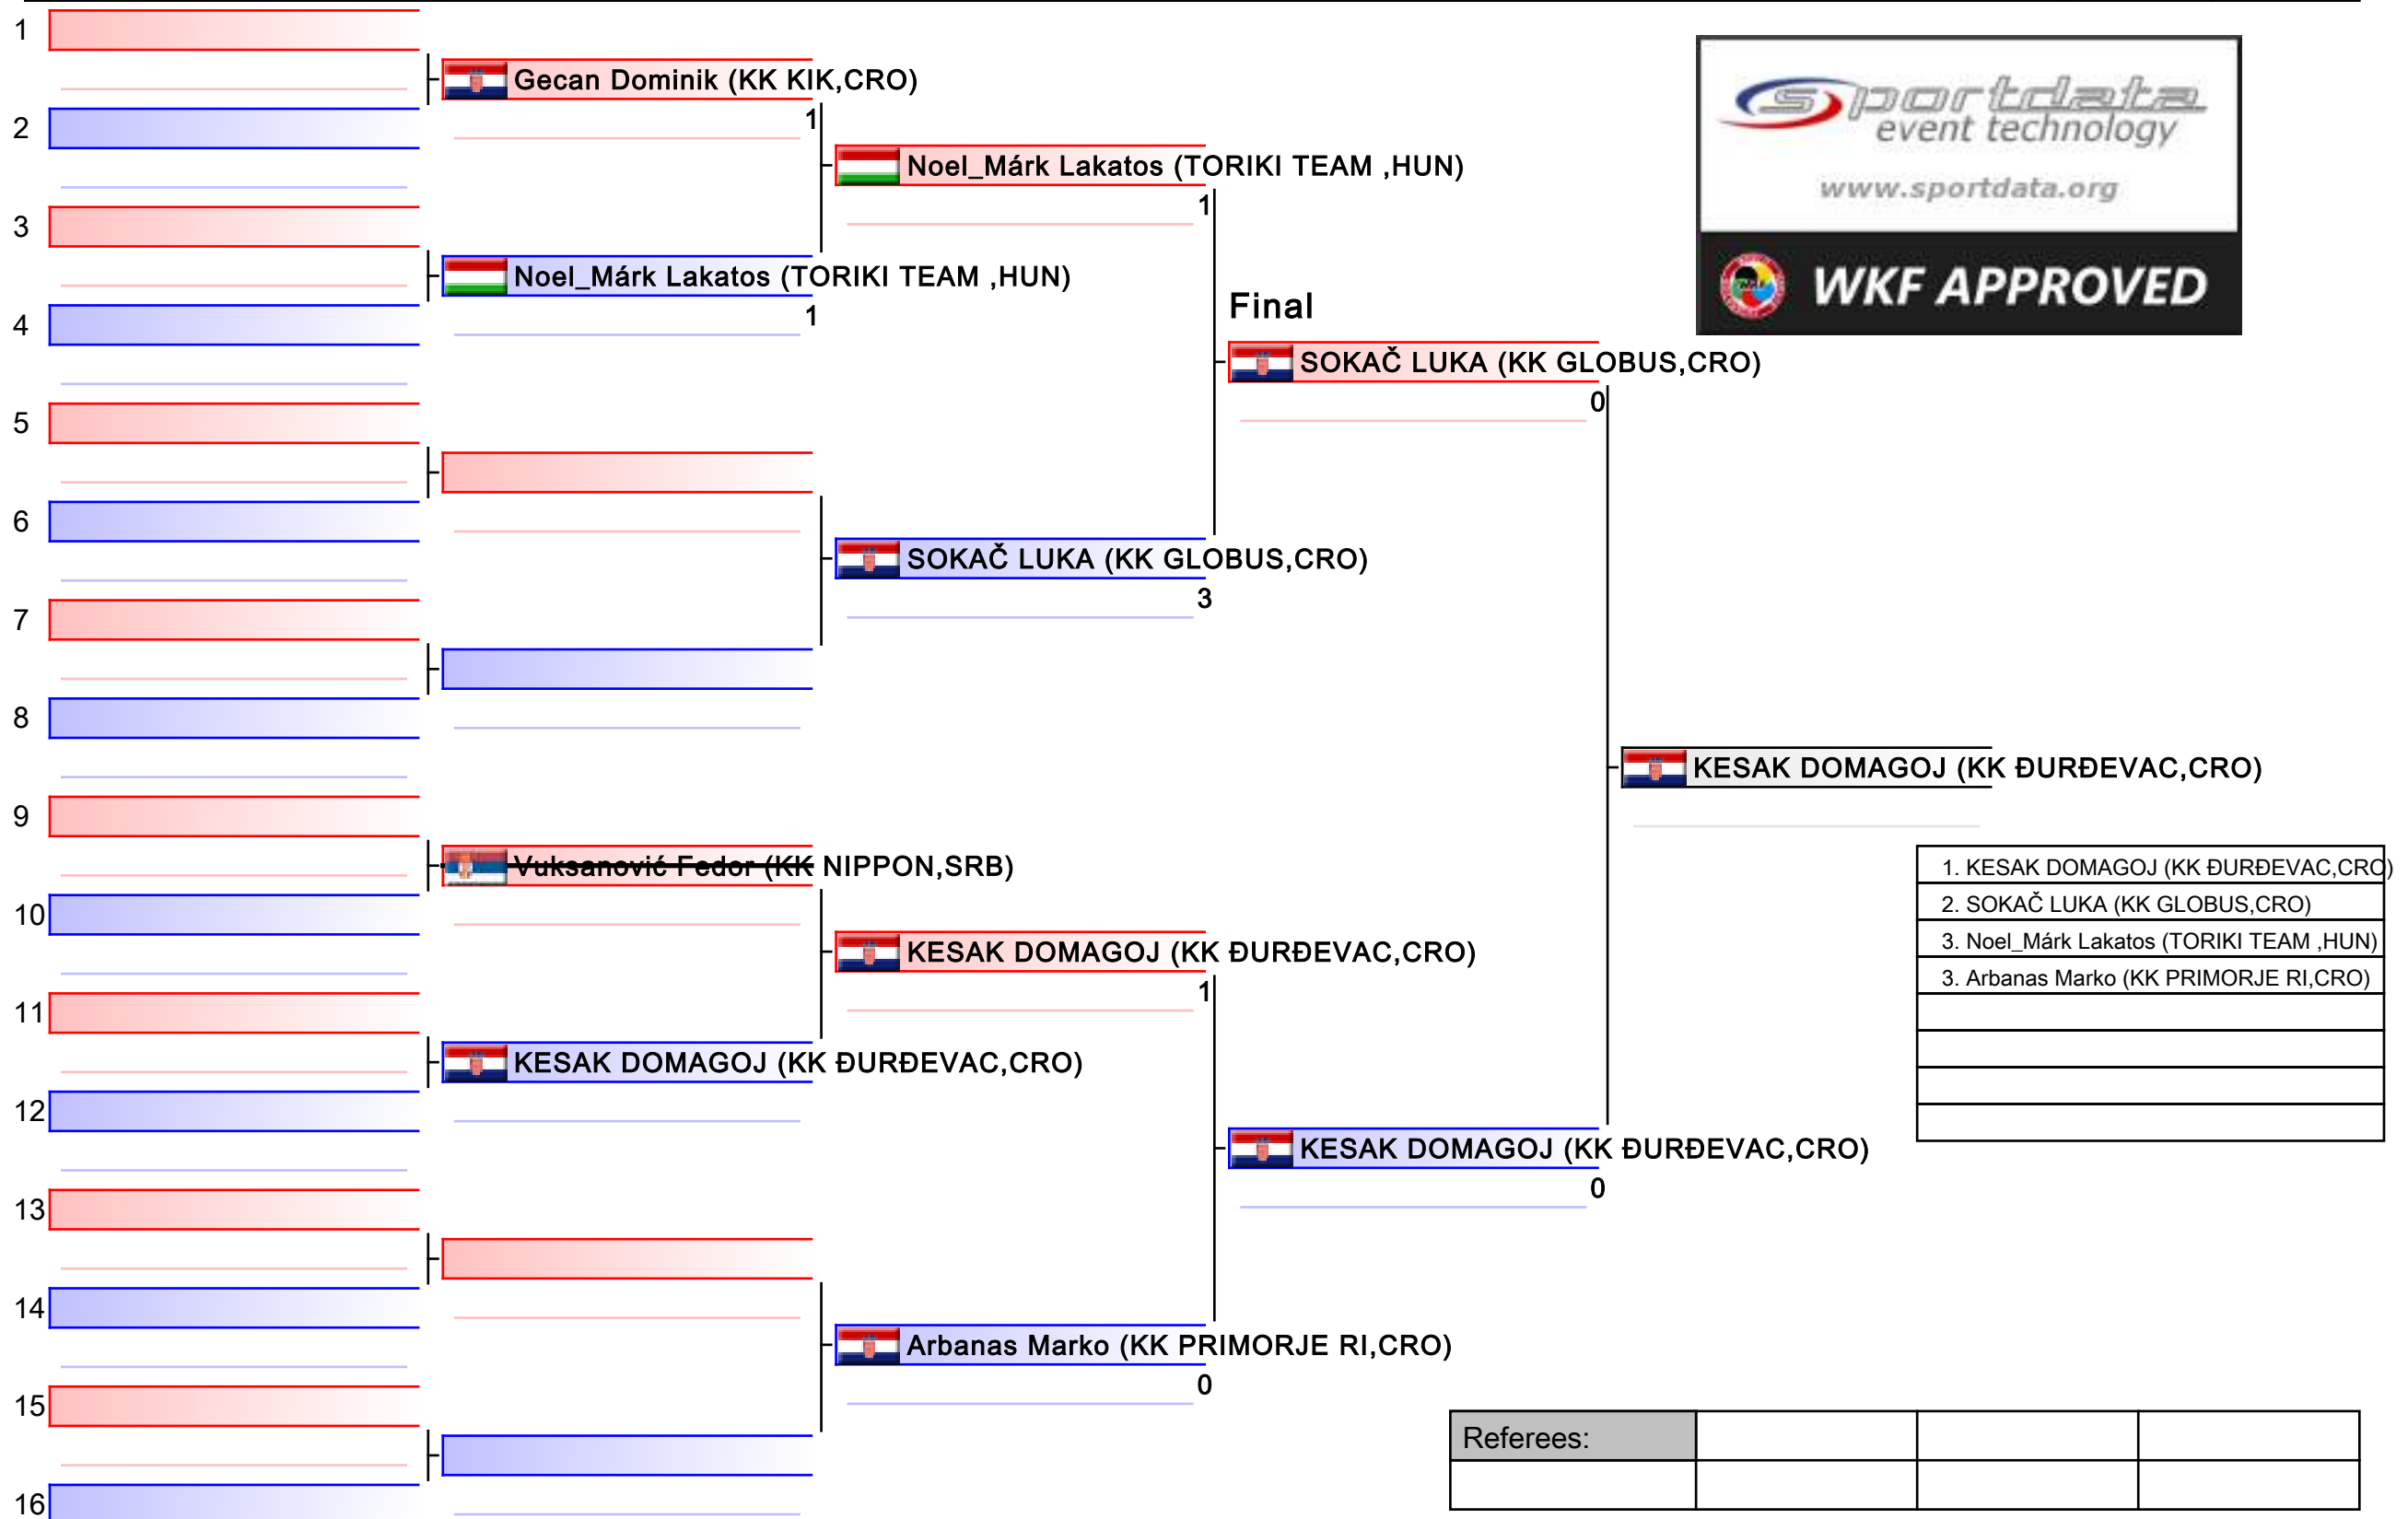 1
Gecan Dominik (KK KIK,CRO)
1
2
Noel_Márk Lakatos (TORIKI TEAM ,HUN)
1
3
Noel_Márk Lakatos (TORIKI TEAM ,HUN)
1
4
Final
SOKAČ LUKA (KK GLOBUS,CRO)
0
5
6
SOKAČ LUKA (KK GLOBUS,CRO)
3
7
8
KESAK DOMAGOJ (KK ĐURĐEVAC,CRO)
9
Vuksanović Fedor (KK NIPPON,SRB)
10
KESAK DOMAGOJ (KK ĐURĐEVAC,CRO)
1
11
KESAK DOMAGOJ (KK ĐURĐEVAC,CRO)
12
KESAK DOMAGOJ (KK ĐURĐEVAC,CRO)
0
13
14
Arbanas Marko (KK PRIMORJE RI,CRO)
0
15
16
sportdata
event technology
www.sportdata.org
WKF APPROVED
1. KESAK DOMAGOJ (KK ĐURĐEVAC,CRO)
2. SOKAČ LUKA (KK GLOBUS,CRO)
3. Noel_Márk Lakatos (TORIKI TEAM ,HUN)
3. Arbanas Marko (KK PRIMORJE RI,CRO)
Referees: